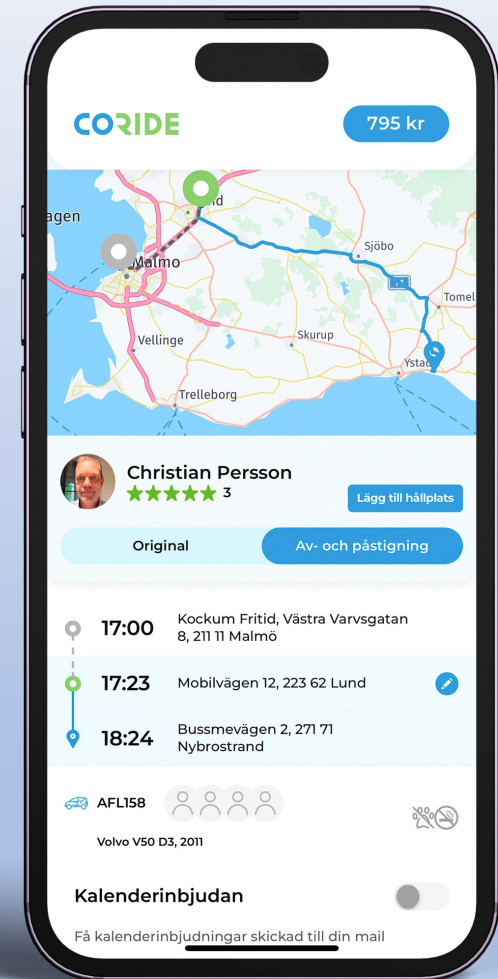 CORIDE
795 kr
Sjöbo
Malmo
Tomel
Vellinge
Skurup
Trelleborg
Christian Persson
3
Lägg till hållplats
Original
Av- och påstigning
17:00
Kockum Fritid, Västra Varvsgatan
8, 211 11 Malmö
17:23
Mobilvägen 12, 223 62 Lund
18:24
Bussmevägen 2, 271 71
Nybrostrand
AFL158
Volvo V50 D3, 2011
Kalenderinbjudan
Få kalenderinbjudningar skickad till din mail